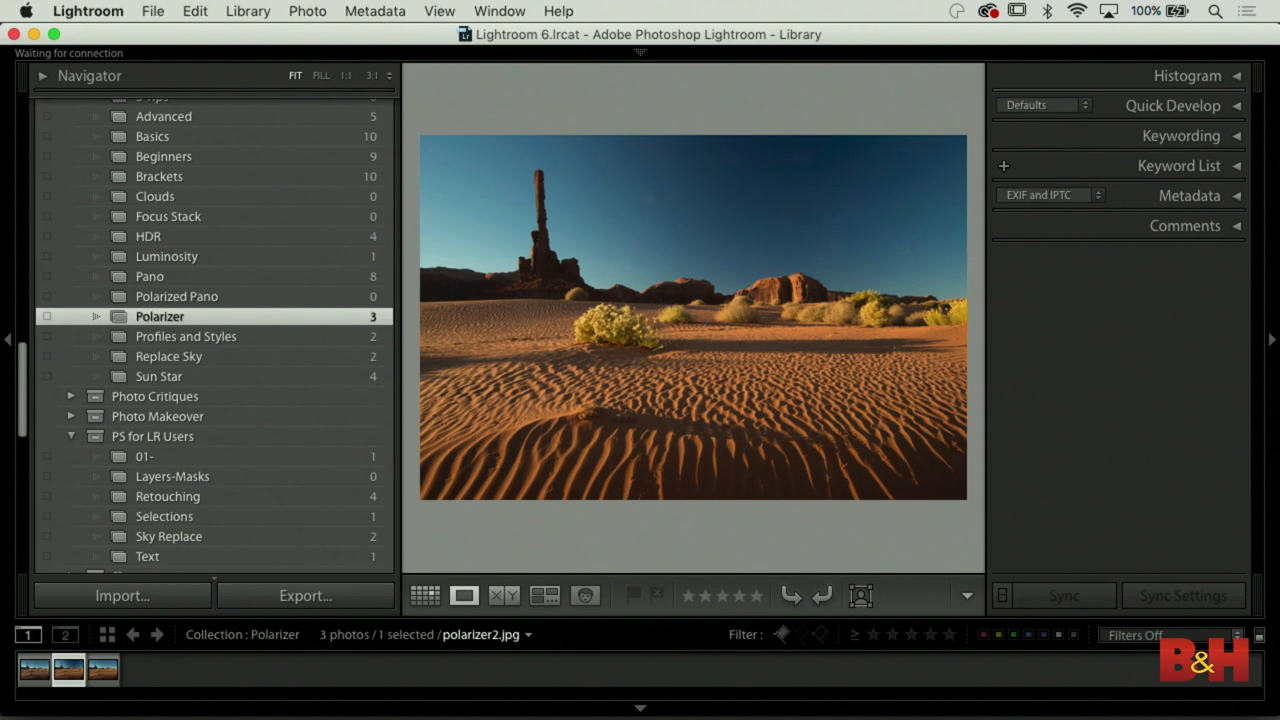 Lightroom File Edit Library Photo Metadata View Window Help 100%
Lightroom 6.lrcat - Adobe Photoshop Lightroom - Library
Waiting for connection
Navigator FIT FILL 1:1 3:1
Advanced 5
Basics 10
Beginners 9
Brackets 10
Clouds 0
Focus Stack 0
HDR 4
Luminosity 1
Pano 8
Polarized Pano 0
Polarizer 3
Profiles and Styles 2
Replace Sky 2
Sun Star 4
Photo Critiques
Photo Makeover
PS for LR Users
01- 1
Layers-Masks 0
Retouching 4
Selections 1
Sky Replace 2
Text 1
Import... Export...
Histogram
Defaults Quick Develop
Keywording
+ Keyword List
EXIF and IPTC Metadata
Comments
X Y
Sync Sync Settings
1 2 Collection : Polarizer 3 photos / 1 selected / polarizer2.jpg Filter : ≥ Filters Off
B&H